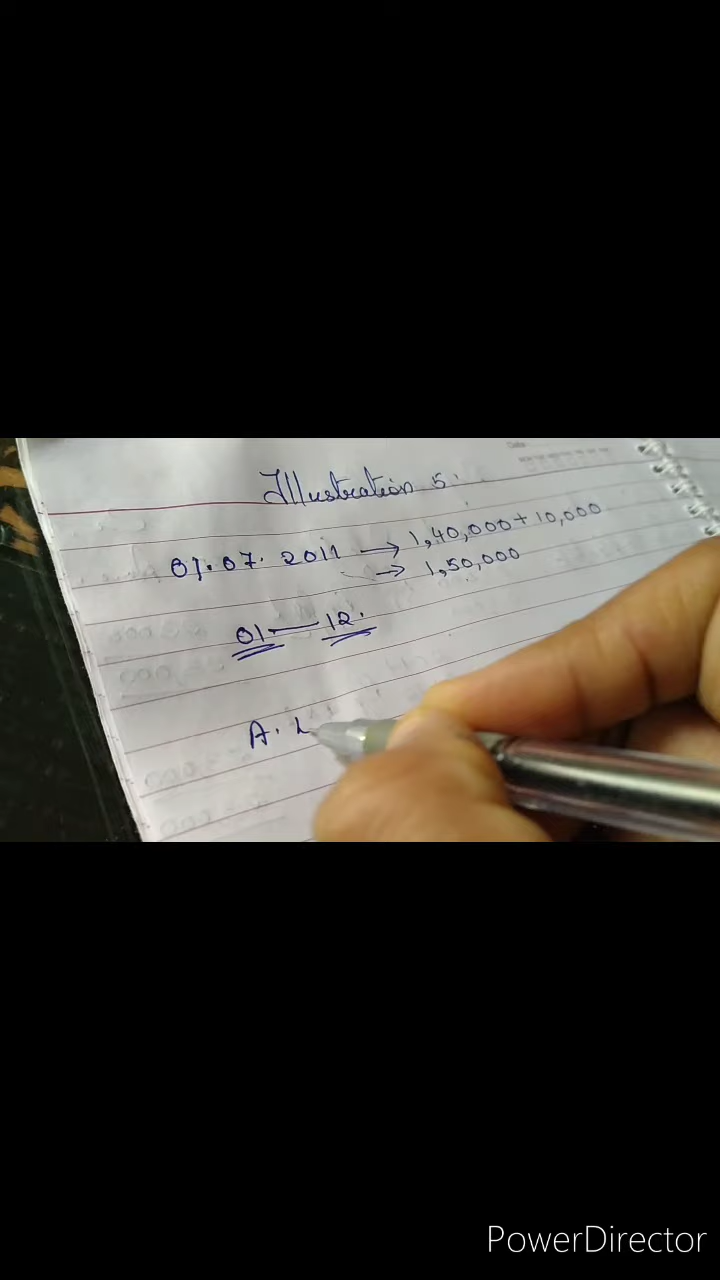 Illustration 5.
01.07.2011 → 1,40,000 + 10,000
→ 1,50,000
01 — 12.
A. L
PowerDirector